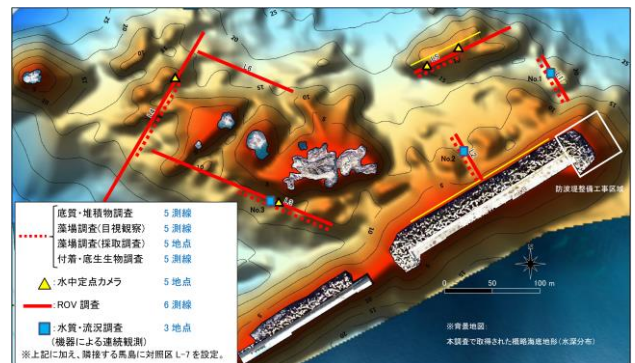 L6
No.1
No.2
No.3
防波堤整備工事区域
底質・堆積物調査 5 測線
藻場調査(目視観察) 5 測線
藻場調査(採取調査) 5 地点
付着・底生生物調査 5 測線
:水中定点カメラ 5 地点
:ROV 調査 6 測線
:水質・流況調査 3 地点
(機器による連続観測)
※上記に加え、隣接する馬島に対照区 L-7 を設定。
0 50 100 m
※背景地図:
本調査で取得された極略海底地形(水深分布)